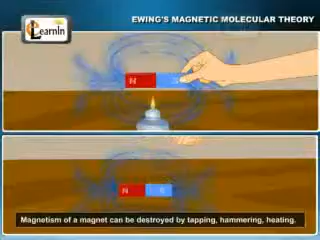 EWING'S MAGNETIC MOLECULAR THEORY
LearnIn
N S
N S
Magnetism of a magnet can be destroyed by tapping, hammering, heating.